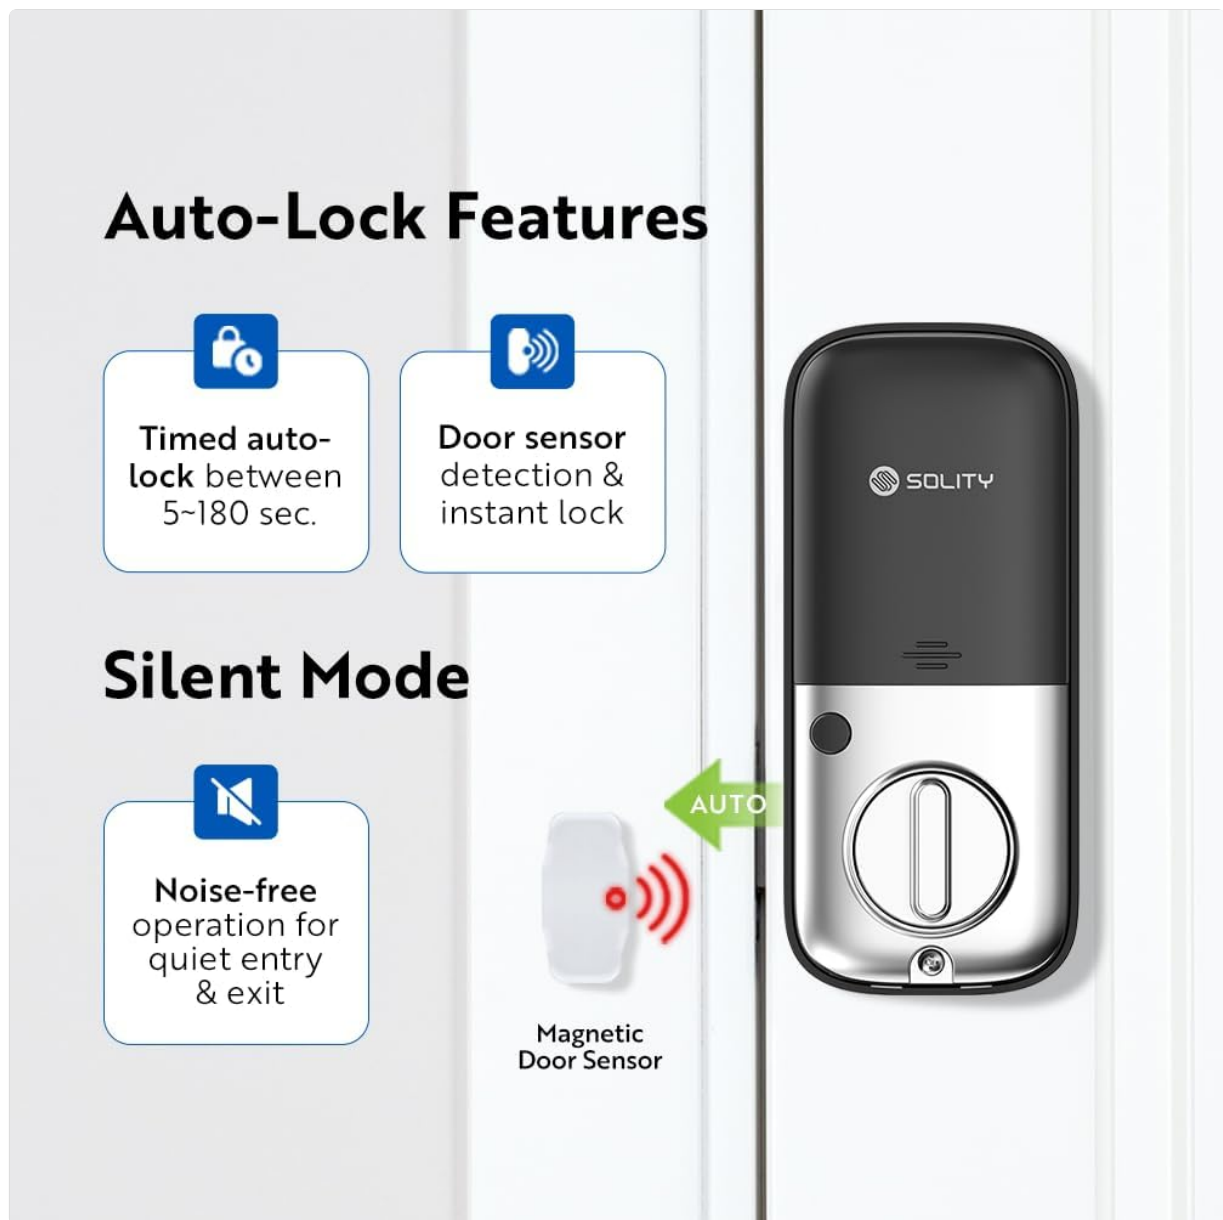 Auto-Lock Features
Timed auto-
lock between
5~180 sec.
Door sensor
detection &
instant lock
SOLITY
Silent Mode
AUTO
Noise-free
operation for
quiet entry
& exit
Magnetic
Door Sensor